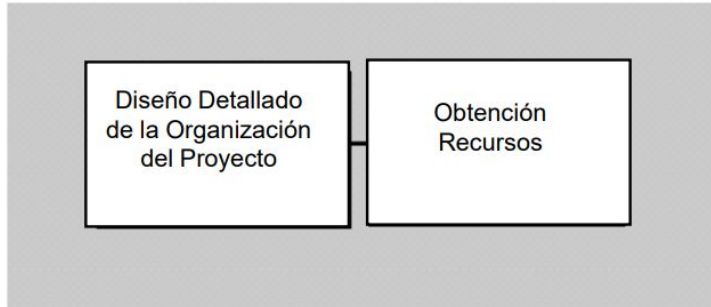 Diseño Detallado
de la Organización
del Proyecto
Obtención
Recursos